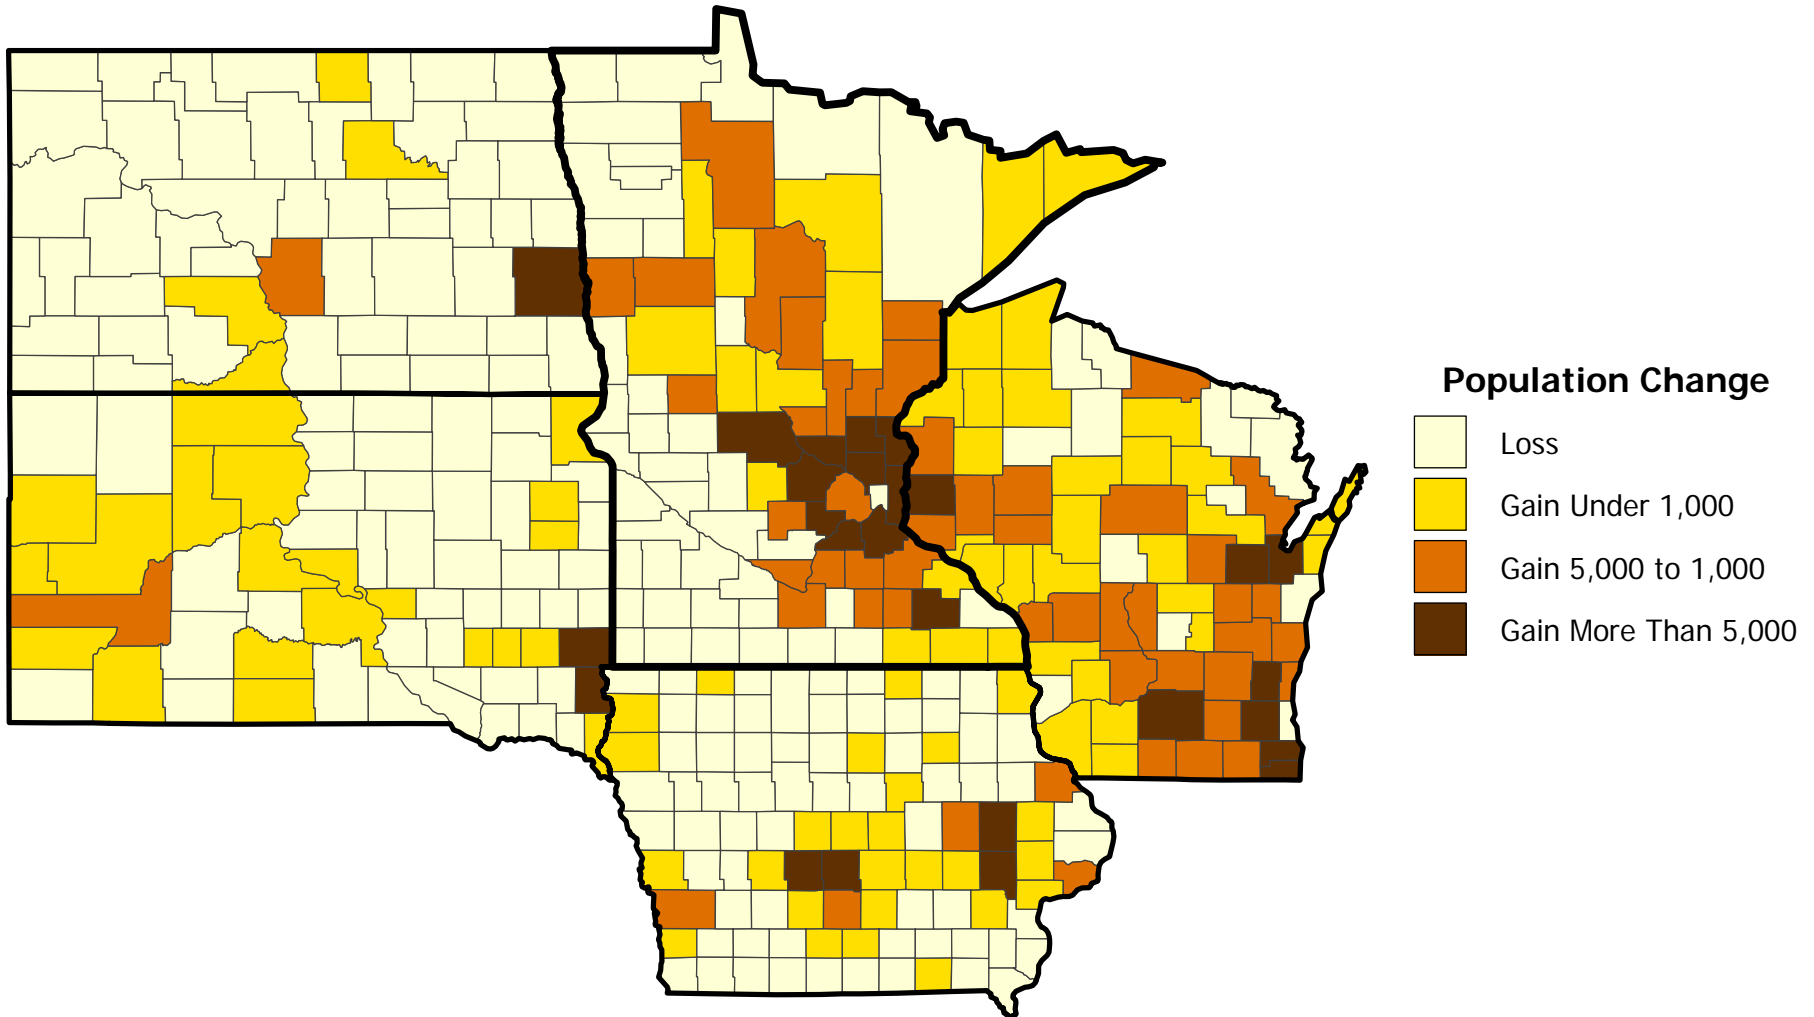 Population Change
Loss
Gain Under 1,000
Gain 5,000 to 1,000
Gain More Than 5,000